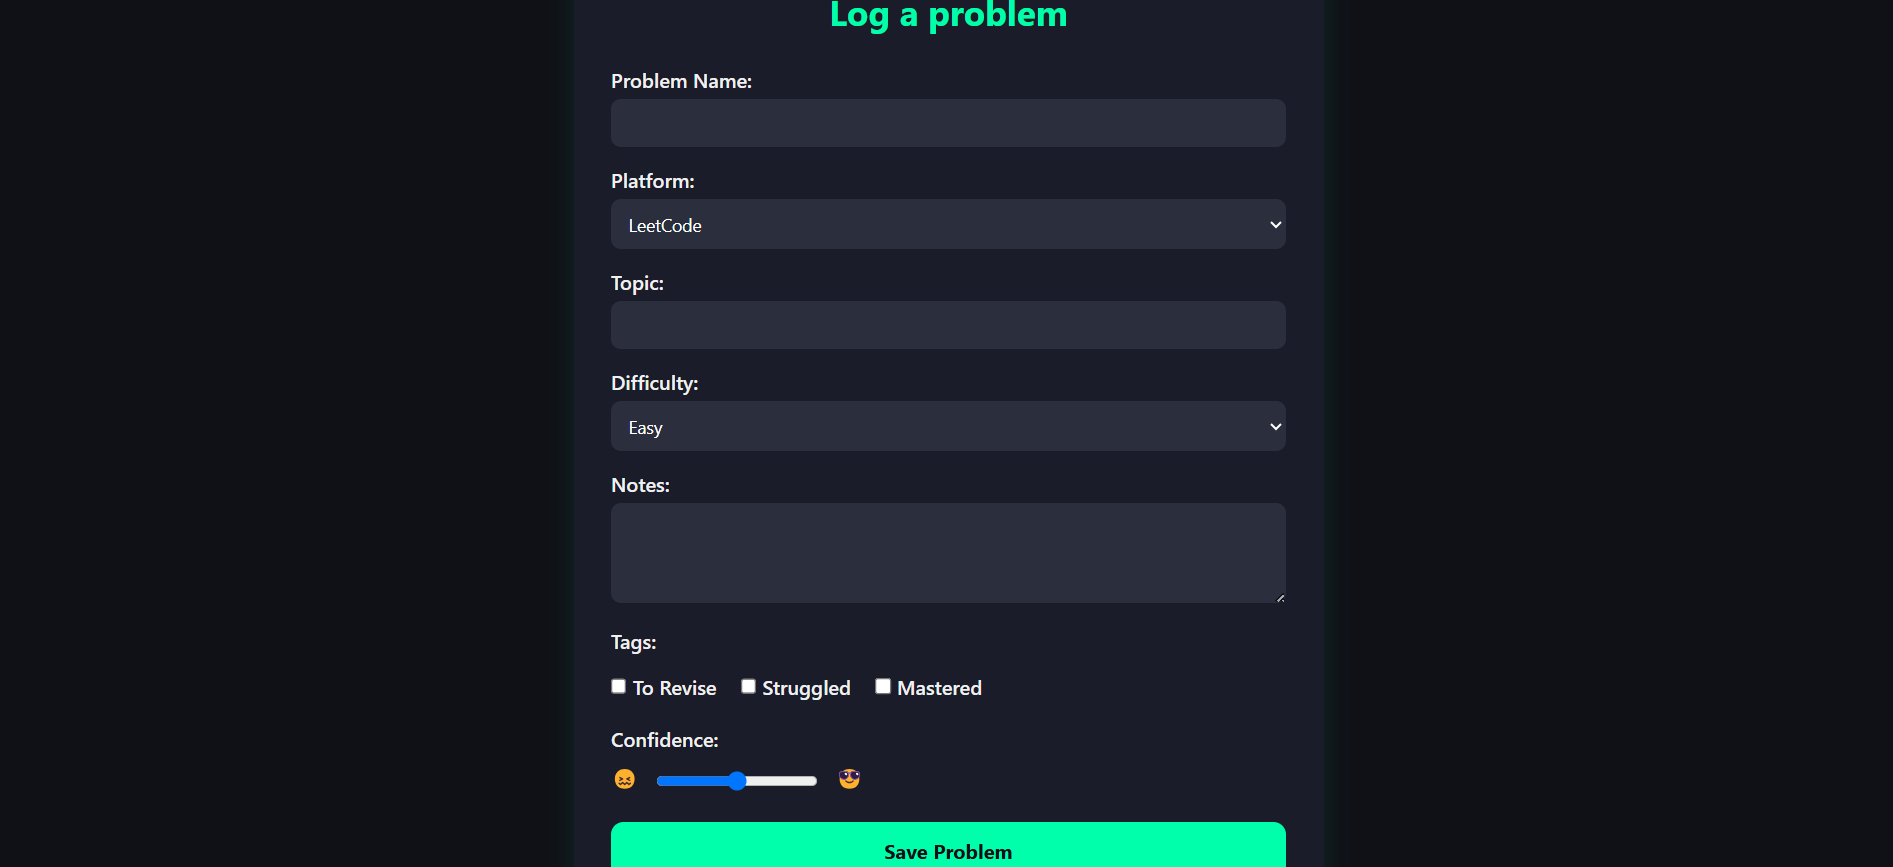 Log a problem
Problem Name:
Platform:
LeetCode
Topic:
Difficulty:
Easy
Notes:
Tags:
To Revise Struggled Mastered
Confidence:
Save Problem